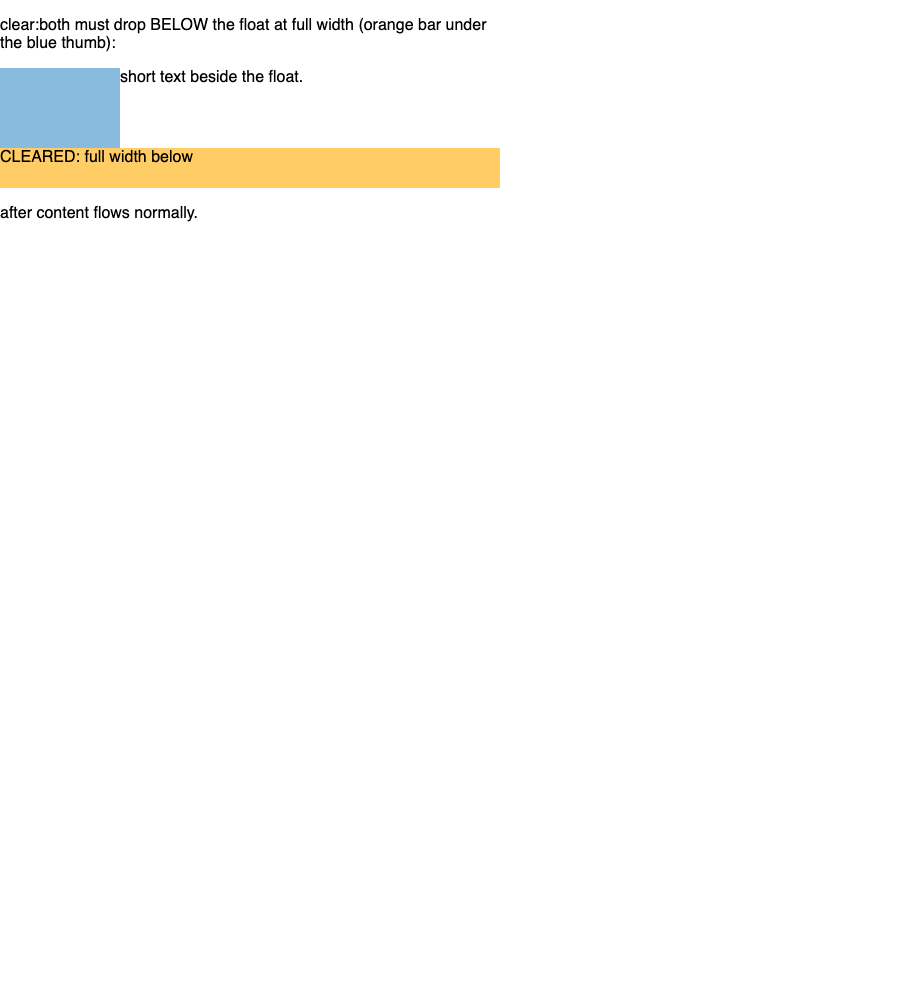 clear:both must drop BELOW the float at full width (orange bar under
the blue thumb):
short text beside the float.
CLEARED: full width below
after content flows normally.